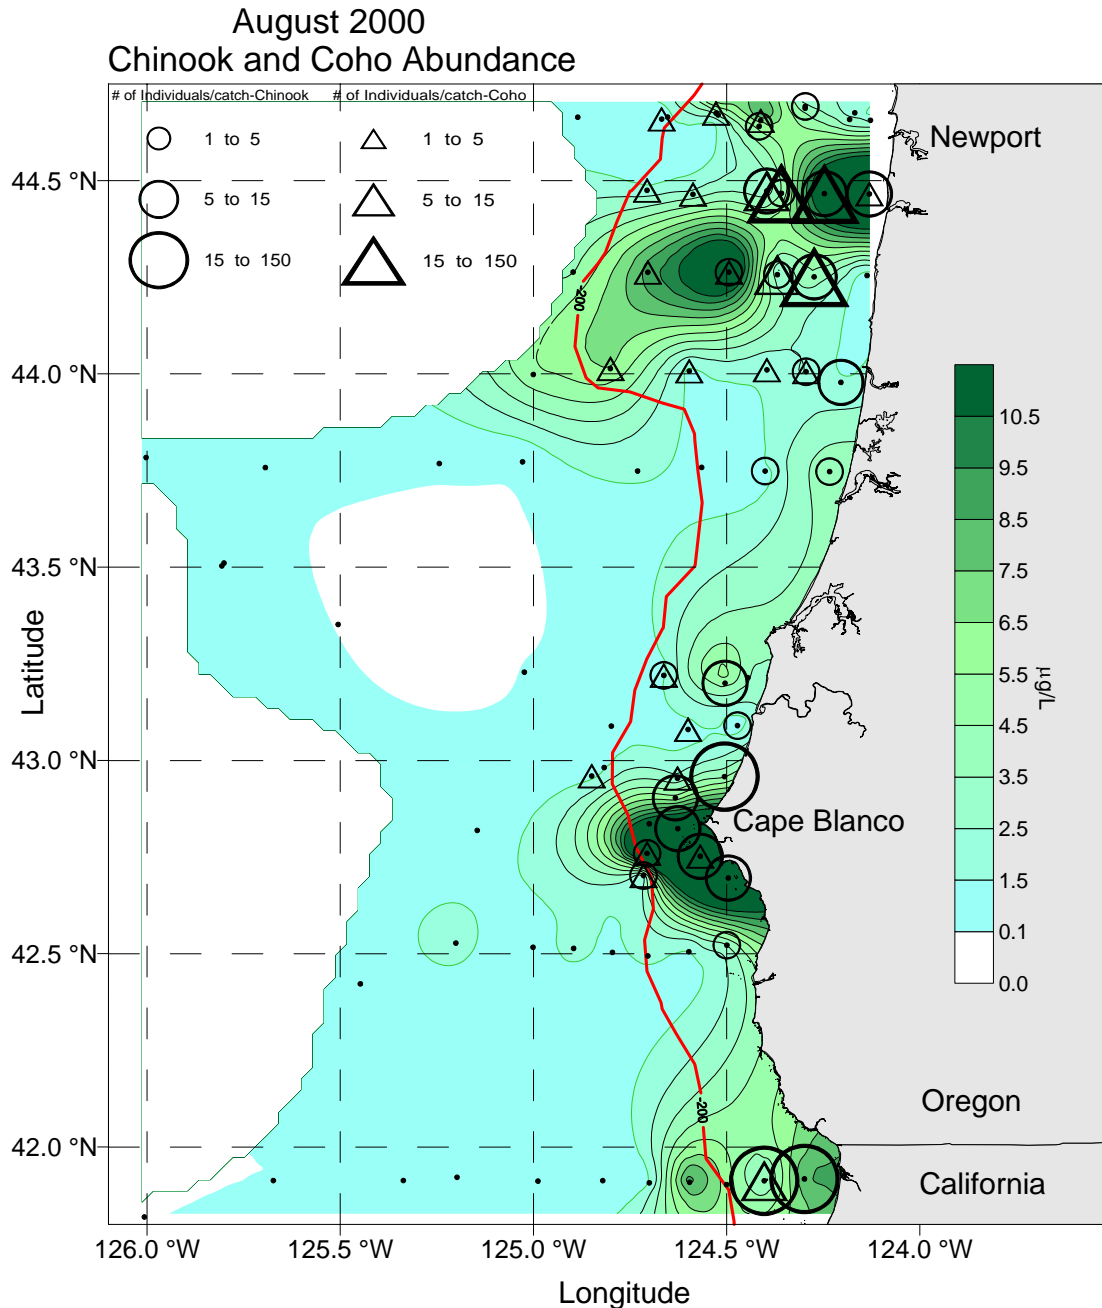 August 2000
Chinook and Coho Abundance
# of Individuals/catch-Chinook # of Individuals/catch-Coho
1 to 5 1 to 5
5 to 15 5 to 15
15 to 150 15 to 150
Newport
44.5 °N
-200
44.0 °N
10.5
9.5
8.5
7.5
6.5
5.5
4.5
3.5
2.5
1.5
0.1
0.0
µg/L
43.5 °N
Latitude
43.0 °N
Cape Blanco
42.5 °N
-200
Oregon
42.0 °N
California
126.0 °W 125.5 °W 125.0 °W 124.5 °W 124.0 °W
Longitude